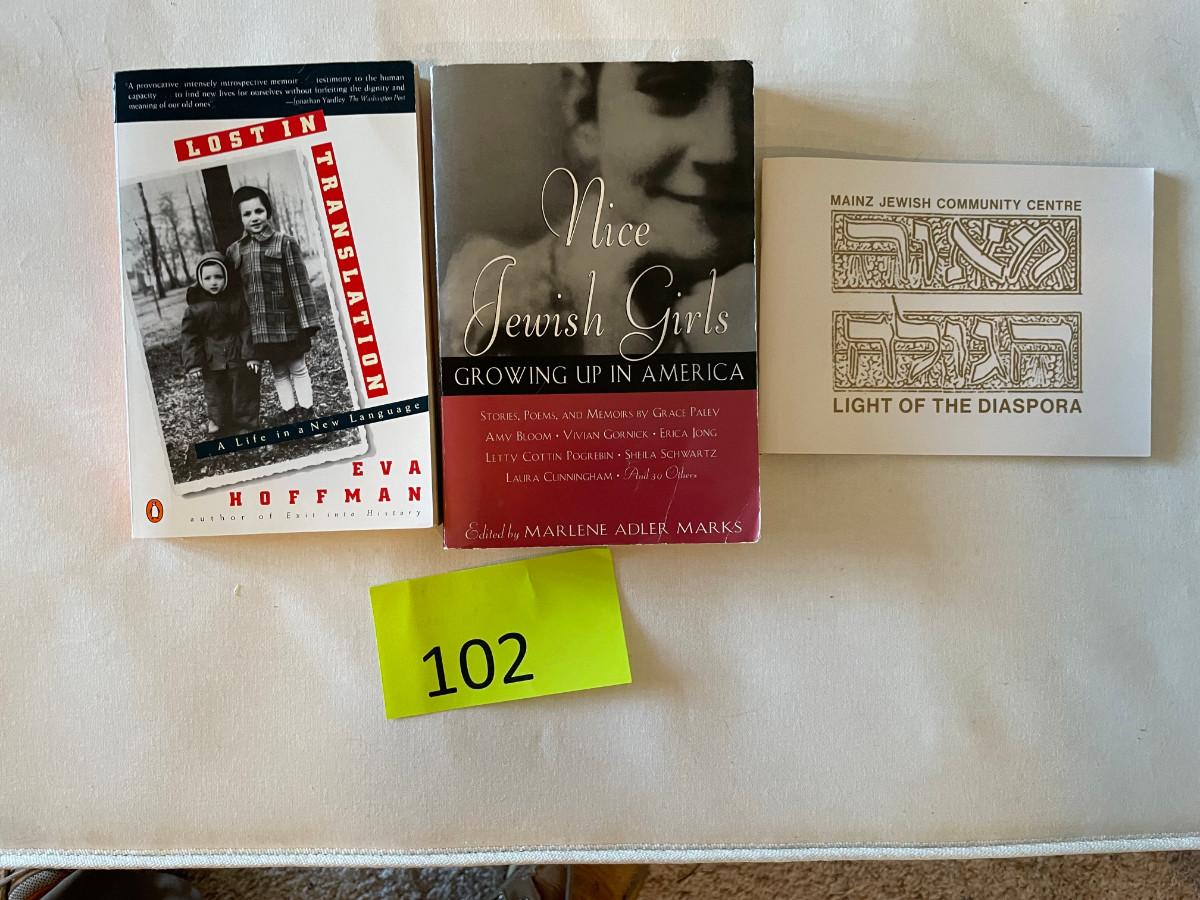 "A provocative, intensely introspective memoir . . . testimony to the human
capacity . . . to find new lives for ourselves without forfeiting the dignity and
meaning of our old ones".
—Jonathan Yardley, The Washington Post
LOST IN
TRANSLATION
A Life in a New Language
EVA
HOFFMAN
author of Exit into History
Nice
Jewish Girls
GROWING UP IN AMERICA
STORIES, POEMS, AND MEMOIRS BY GRACE PALEY
AMY BLOOM • VIVIAN GORNICK • ERICA JONG
LETTY COTTIN POGREBIN • SHEILA SCHWARTZ
LAURA CUNNINGHAM • And 39 Others
Edited by MARLENE ADLER MARKS
MAINZ JEWISH COMMUNITY CENTRE
מאור
הגולה
LIGHT OF THE DIASPORA
102